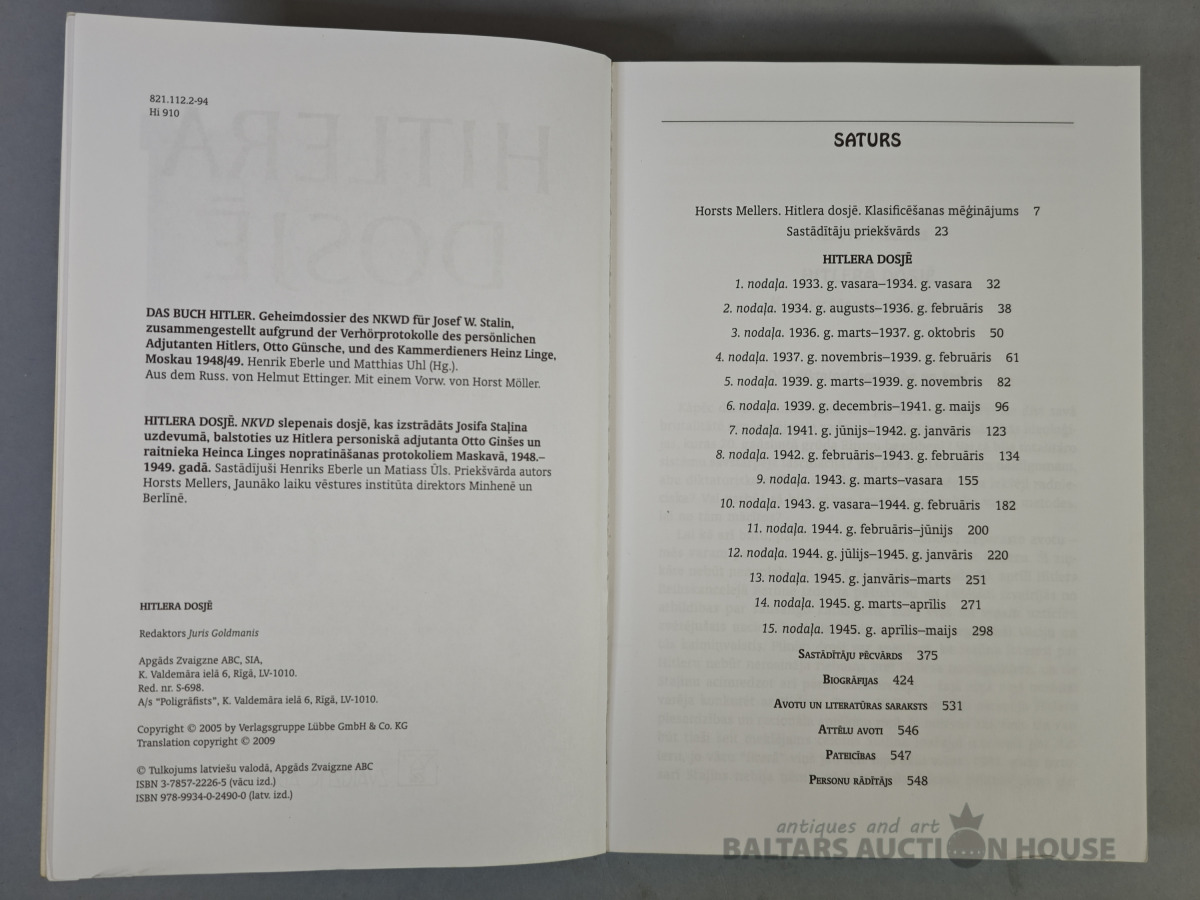 821.112.2-94
Hi 910
DAS BUCH HITLER. Geheimdossier des NKWD für Josef W. Stalin,
zusammengestellt aufgrund der Verhörprotokolle des persönlichen
Adjutanten Hitlers, Otto Günsche, und des Kammerdieners Heinz Linge,
Moskau 1948/49. Henrik Eberle und Matthias Uhl (Hg.).
Aus dem Russ. von Helmut Ettinger. Mit einem Vorw. von Horst Möller.
HITLERA DOSJĒ. NKVD slepenais dosjē, kas izstrādāts Josifa Staļina
uzdevumā, balstoties uz Hitlera personiskā adjutanta Otto Ginšes un
raitnieka Heinca Linges nopratināšanas protokoliem Maskavā, 1948.–
1949. gadā. Sastādījuši Henriks Eberle un Matiass Ūls. Priekšvārda autors
Horsts Mellers, Jaunāko laiku vēstures institūta direktors Minhenē un
Berlīnē.
HITLERA DOSJĒ
Redaktors Juris Goldmanis
Apgāds Zvaigzne ABC, SIA,
K. Valdemāra ielā 6, Rīgā, LV-1010.
Red. nr. S-698.
A/s “Poligrāfists”, K. Valdemāra ielā 6, Rīgā, LV-1010.
Copyright © 2005 by Verlagsgruppe Lübbe GmbH & Co. KG
Translation copyright © 2009
© Tulkojums latviešu valodā, Apgāds Zvaigzne ABC
ISBN 3-7857-2226-5 (vācu izd.)
ISBN 978-9934-0-2490-0 (latv. izd.)
SATURS
Horsts Mellers. Hitlera dosjē. Klasificēšanas mēģinājums 7
Sastādītāju priekšvārds 23
HITLERA DOSJĒ
1. nodaļa. 1933. g. vasara–1934. g. vasara 32
2. nodaļa. 1934. g. augusts–1936. g. februāris 38
3. nodaļa. 1936. g. marts–1937. g. oktobris 50
4. nodaļa. 1937. g. novembris–1939. g. februāris 61
5. nodaļa. 1939. g. marts–1939. g. novembris 82
6. nodaļa. 1939. g. decembris–1941. g. maijs 96
7. nodaļa. 1941. g. jūnijs–1942. g. janvāris 123
8. nodaļa. 1942. g. februāris–1943. g. februāris 134
9. nodaļa. 1943. g. marts–vasara 155
10. nodaļa. 1943. g. vasara–1944. g. februāris 182
11. nodaļa. 1944. g. februāris–jūnijs 200
12. nodaļa. 1944. g. jūlijs–1945. g. janvāris 220
13. nodaļa. 1945. g. janvāris–marts 251
14. nodaļa. 1945. g. marts–aprīlis 271
15. nodaļa. 1945. g. aprīlis–maijs 298
Sastādītāju pēcvārds 375
Biogrāfijas 424
Avotu un literatūras saraksts 531
Attēlu avoti 546
Pateicības 547
Personu rādītājs 548
antiques and art
BALTARS AUCTION HOUSE